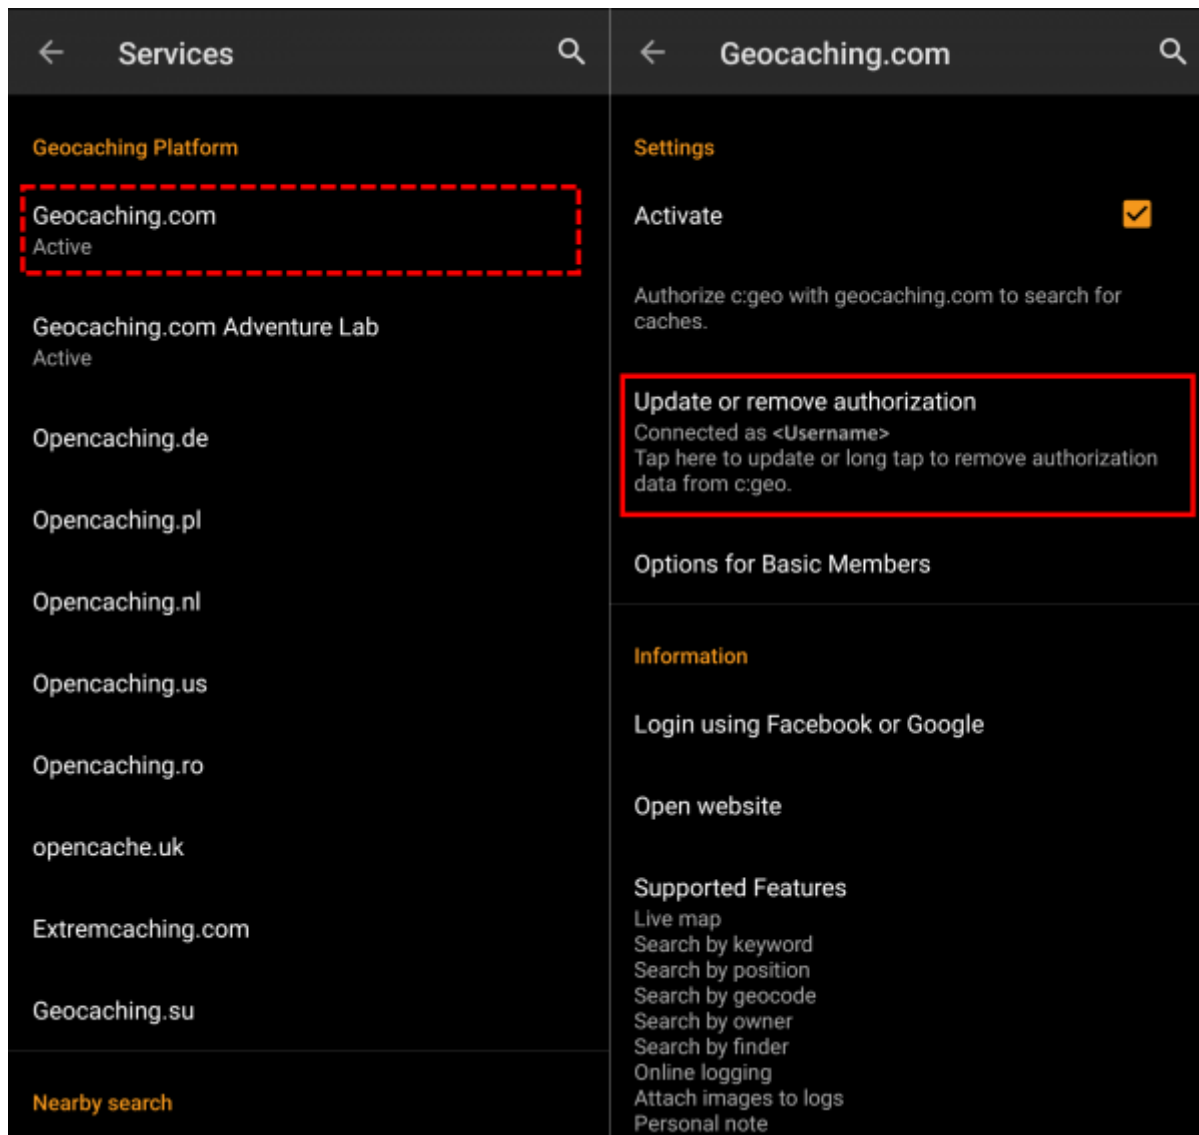 Services
Geocaching Platform
Geocaching.com
Active
Geocaching.com Adventure Lab
Active
Opencaching.de
Opencaching.pl
Opencaching.nl
Opencaching.us
Opencaching.ro
opencache.uk
Extremcaching.com
Geocaching.su
Nearby search
Geocaching.com
Settings
Activate
Authorize c:geo with geocaching.com to search for
caches.
Update or remove authorization
Connected as <Username>
Tap here to update or long tap to remove authorization
data from c:geo.
Options for Basic Members
Information
Login using Facebook or Google
Open website
Supported Features
Live map
Search by keyword
Search by position
Search by geocode
Search by owner
Search by finder
Online logging
Attach images to logs
Personal note